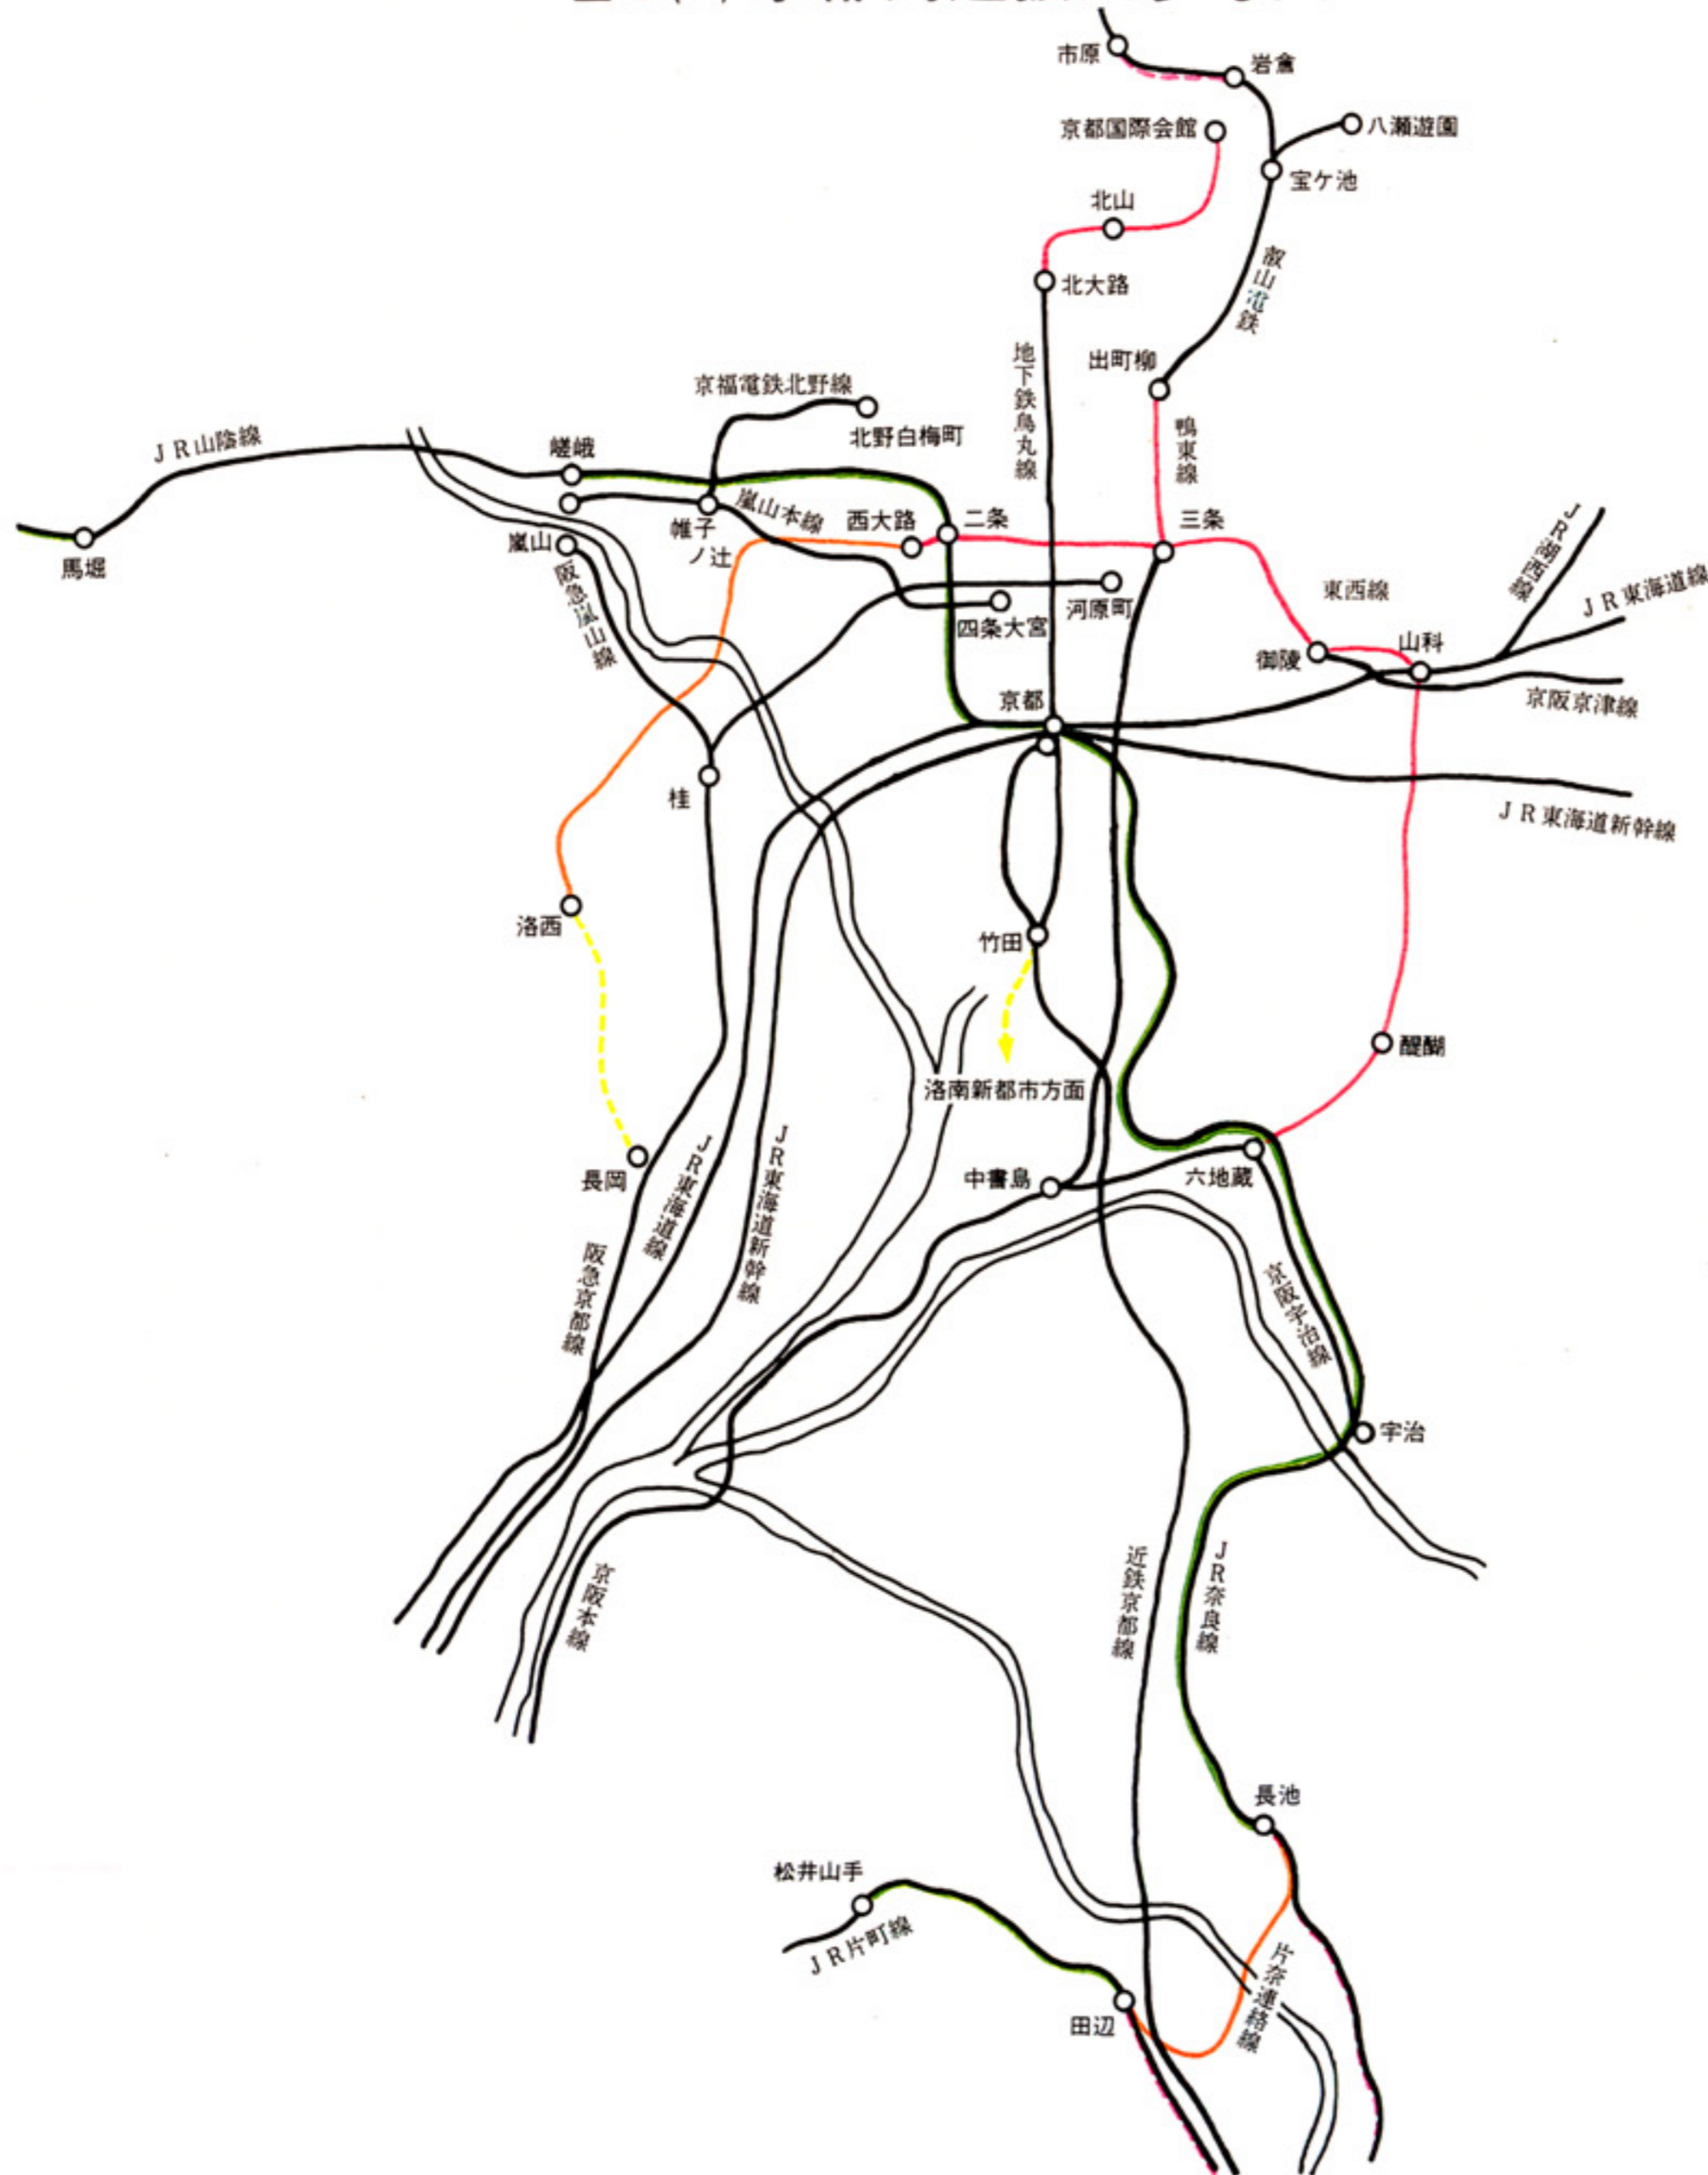 市原
岩倉
京都国際会館
八瀬遊園
宝ケ池
北山
北大路
叡山電鉄
地下鉄烏丸線
出町柳
京福電鉄北野線
北野白梅町
鴨東線
JR山陰線
嵯峨
帷子
ノ辻
嵐山本線
西大路
二条
三条
JR湖西線
馬堀
嵐山
阪急嵐山線
四条大宮
河原町
東西線
JR東海道線
御陵
山科
京阪京津線
京都
桂
JR東海道新幹線
洛西
竹田
醍醐
洛南新都市方面
長岡
JR東海道線
JR東海道新幹線
中書島
六地蔵
阪急京都線
京阪宇治線
宇治
京阪本線
近鉄京都線
JR奈良線
長池
松井山手
JR片町線
片奈連絡線
田辺